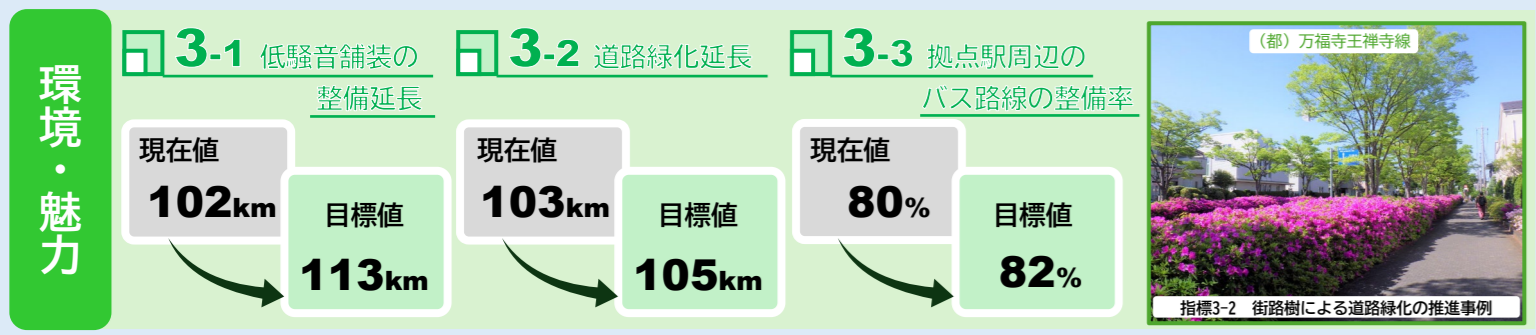 環境・魅力
3-1 低騒音舗装の
整備延長
現在値
102km
目標値
113km
3-2 道路緑化延長
現在値
103km
目標値
105km
3-3 拠点駅周辺の
バス路線の整備率
現在値
80%
目標値
82%
（都）万福寺王禅寺線
指標3-2 街路樹による道路緑化の推進事例